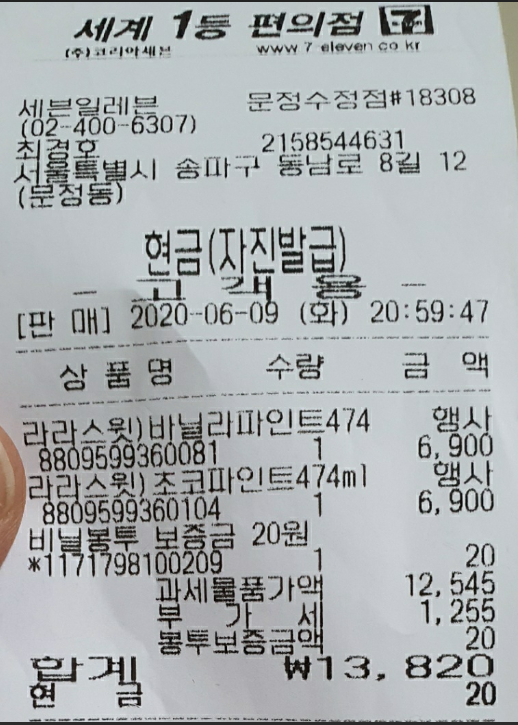 세계 1등 편의점 7
(주)코리아세븐 www.7-eleven.co.kr
세븐일레븐 문정수정점#18308
(02-400-6307)
최경호 2158544631
서울특별시 송파구 동남로 8길 12
(문정동)
현금(자진발급)
- 고 객 용 -
[판 매] 2020-06-09 (화) 20:59:47
상 품 명 수량 금 액
라라스윗)바닐라파인트474 행사
8809599360081 1 6,900
라라스윗)초코파인트474ml 행사
8809599360104 1 6,900
비닐봉투 보증금 20원
*1171798100209 1 20
과세물품가액 12,545
부 가 세 1,255
봉투보증금액 20
합계 ₩13,820
현 금 20